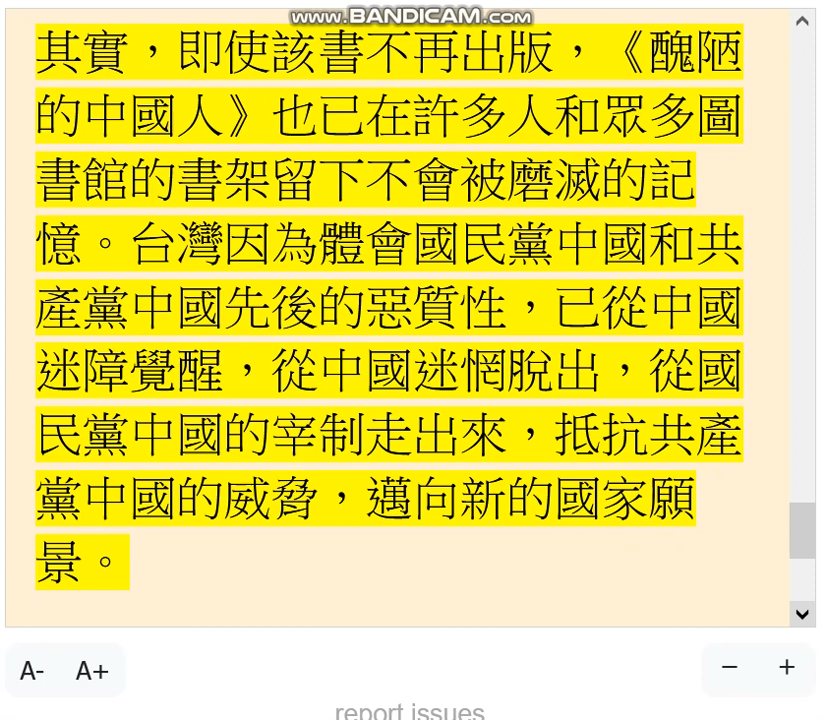 www.BANDICAM.com
其實，即使該書不再出版，《醜陋
的中國人》也已在許多人和眾多圖
書館的書架留下不會被磨滅的記
憶。台灣因為體會國民黨中國和共
產黨中國先後的惡質性，已從中國
迷障覺醒，從中國迷惘脫出，從國
民黨中國的宰制走出來，抵抗共產
黨中國的威脅，邁向新的國家願
景。
A- A+ − +
report issues